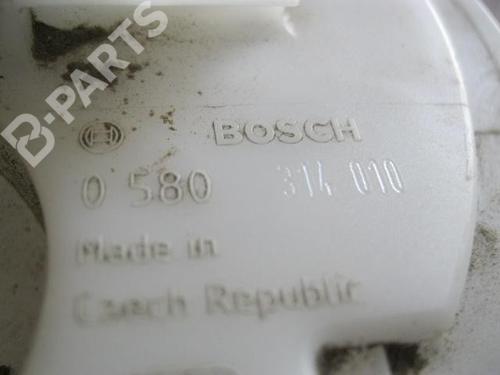 B-PARTS
BOSCH
0 580 314 010
Made in
Czech Republic